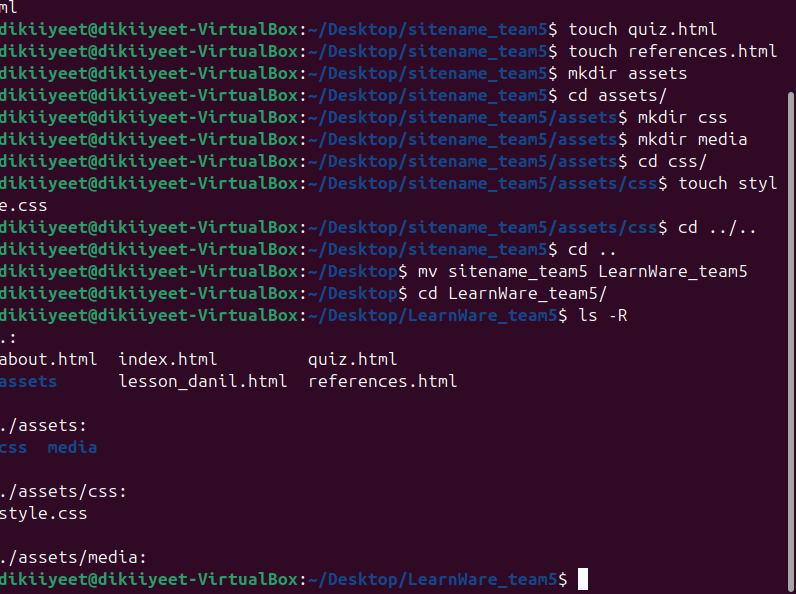 ml
dikiiyeet@dikiiyeet-VirtualBox:~/Desktop/sitename_team5$ touch quiz.html
dikiiyeet@dikiiyeet-VirtualBox:~/Desktop/sitename_team5$ touch references.html
dikiiyeet@dikiiyeet-VirtualBox:~/Desktop/sitename_team5$ mkdir assets
dikiiyeet@dikiiyeet-VirtualBox:~/Desktop/sitename_team5$ cd assets/
dikiiyeet@dikiiyeet-VirtualBox:~/Desktop/sitename_team5/assets$ mkdir css
dikiiyeet@dikiiyeet-VirtualBox:~/Desktop/sitename_team5/assets$ mkdir media
dikiiyeet@dikiiyeet-VirtualBox:~/Desktop/sitename_team5/assets$ cd css/
dikiiyeet@dikiiyeet-VirtualBox:~/Desktop/sitename_team5/assets/css$ touch styl
e.css
dikiiyeet@dikiiyeet-VirtualBox:~/Desktop/sitename_team5/assets/css$ cd ../..
dikiiyeet@dikiiyeet-VirtualBox:~/Desktop/sitename_team5$ cd ..
dikiiyeet@dikiiyeet-VirtualBox:~/Desktop$ mv sitename_team5 LearnWare_team5
dikiiyeet@dikiiyeet-VirtualBox:~/Desktop$ cd LearnWare_team5/
dikiiyeet@dikiiyeet-VirtualBox:~/Desktop/LearnWare_team5$ ls -R
.:
about.html  index.html         quiz.html
assets      lesson_danil.html  references.html
./assets:
css  media
./assets/css:
style.css
./assets/media:
dikiiyeet@dikiiyeet-VirtualBox:~/Desktop/LearnWare_team5$